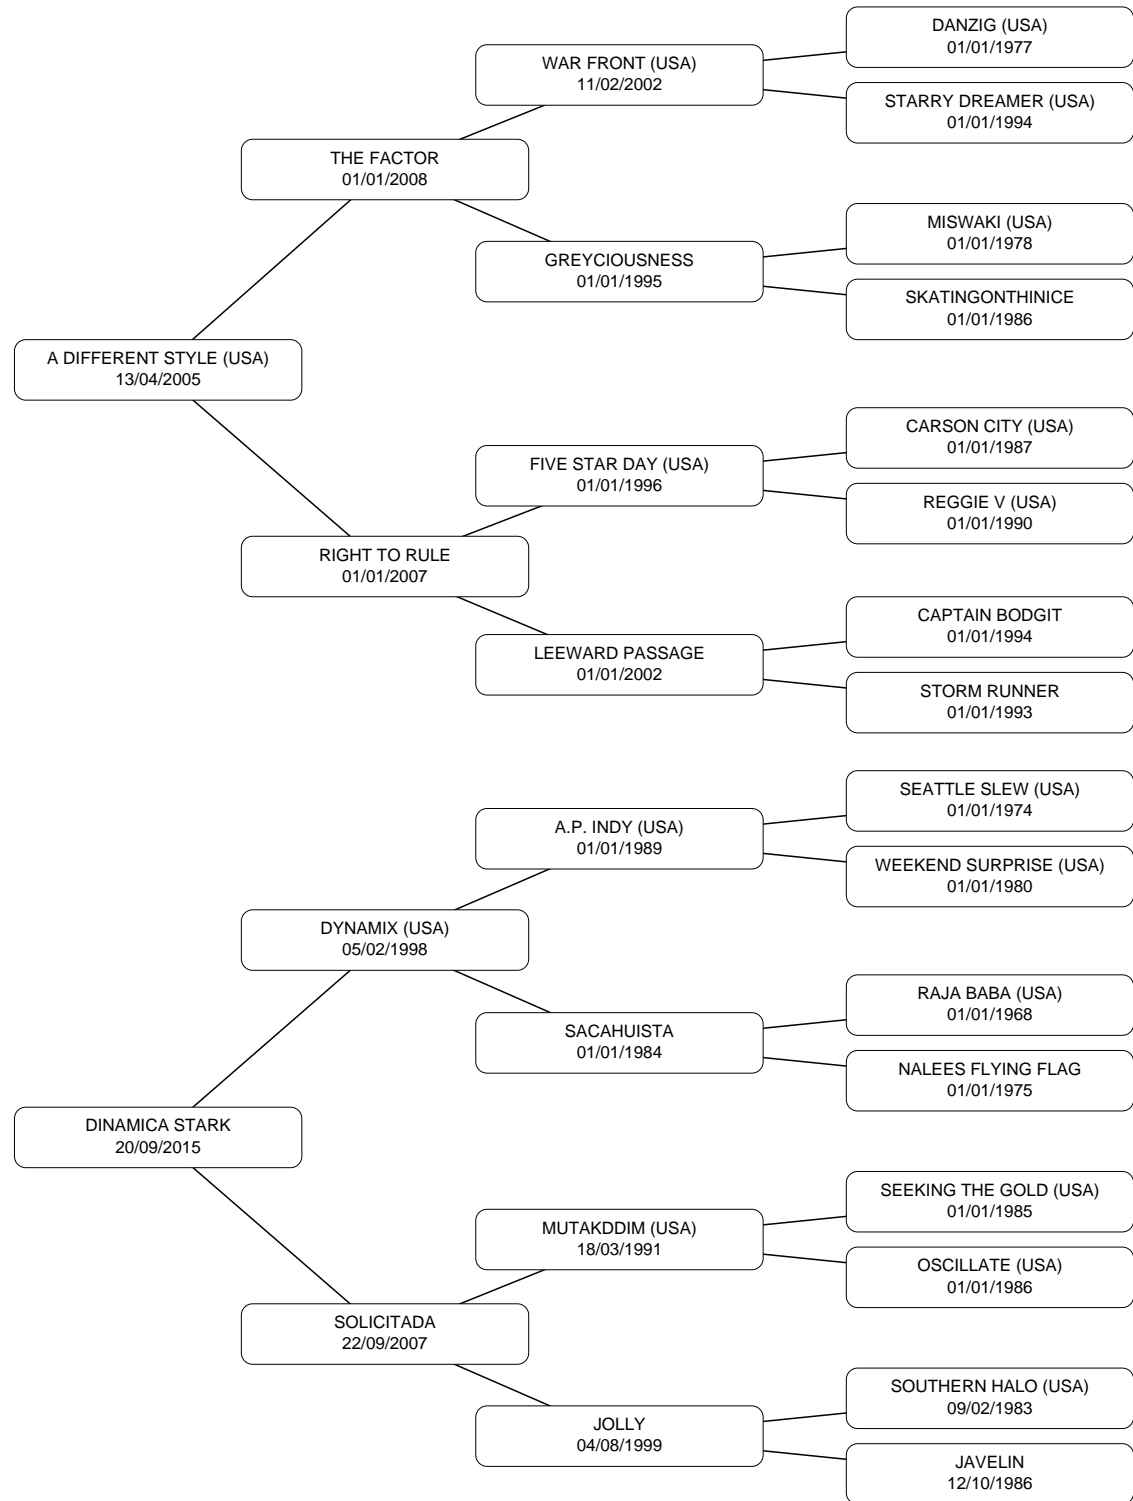 DANZIG (USA)
01/01/1977
WAR FRONT (USA)
11/02/2002
STARRY DREAMER (USA)
01/01/1994
THE FACTOR
01/01/2008
MISWAKI (USA)
01/01/1978
GREYCIOUSNESS
01/01/1995
SKATINGONTHINICE
01/01/1986
A DIFFERENT STYLE (USA)
13/04/2005
CARSON CITY (USA)
01/01/1987
FIVE STAR DAY (USA)
01/01/1996
REGGIE V (USA)
01/01/1990
RIGHT TO RULE
01/01/2007
CAPTAIN BODGIT
01/01/1994
LEEWARD PASSAGE
01/01/2002
STORM RUNNER
01/01/1993
SEATTLE SLEW (USA)
01/01/1974
A.P. INDY (USA)
01/01/1989
WEEKEND SURPRISE (USA)
01/01/1980
DYNAMIX (USA)
05/02/1998
RAJA BABA (USA)
01/01/1968
SACAHUISTA
01/01/1984
NALEES FLYING FLAG
01/01/1975
DINAMICA STARK
20/09/2015
SEEKING THE GOLD (USA)
01/01/1985
MUTAKDDIM (USA)
18/03/1991
OSCILLATE (USA)
01/01/1986
SOLICITADA
22/09/2007
SOUTHERN HALO (USA)
09/02/1983
JOLLY
04/08/1999
JAVELIN
12/10/1986